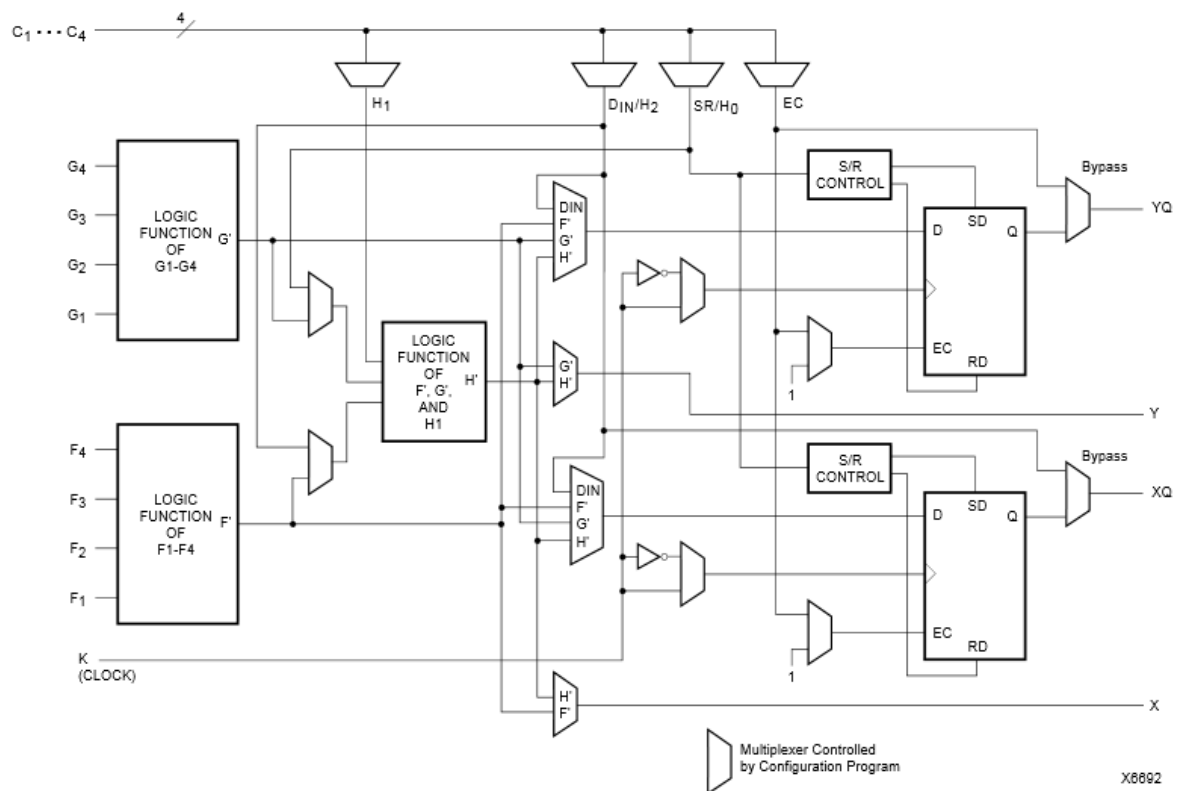 C1 ••• C4
4
H1
DIN/H2
SR/H0
EC
G4
G3
G2
G1
LOGIC
FUNCTION
OF
G1-G4
G'
DIN
F'
G'
H'
S/R
CONTROL
D
SD
Q
EC
RD
1
Bypass
YQ
LOGIC
FUNCTION
OF
F', G',
AND
H1
H'
G'
H'
Y
F4
F3
F2
F1
LOGIC
FUNCTION
OF
F1-F4
F'
DIN
F'
G'
H'
S/R
CONTROL
D
SD
Q
EC
RD
1
Bypass
XQ
K
(CLOCK)
H'
F'
X
Multiplexer Controlled
by Configuration Program
X6692